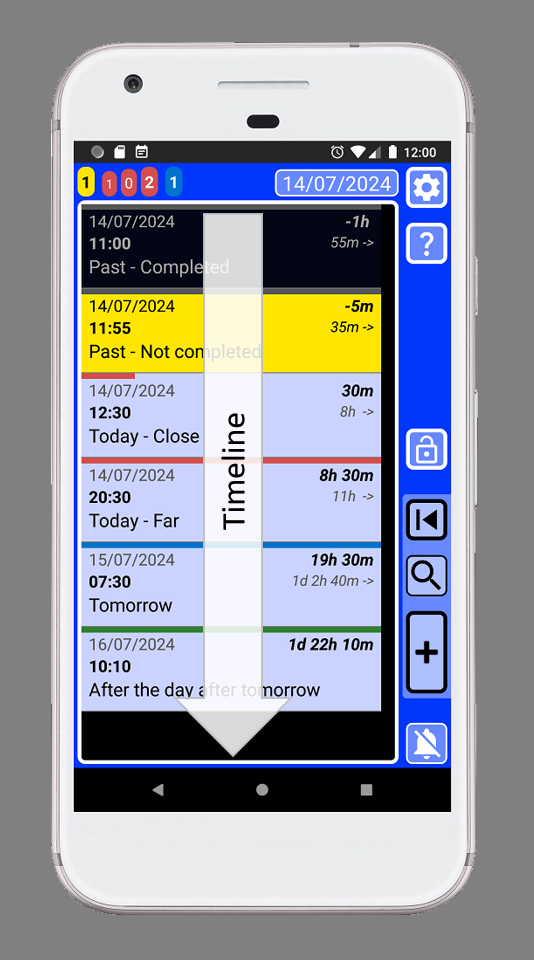 12:00
1 1 0 2 1 14/07/2024
?
14/07/2024 -1h
11:00 55m ->
Past - Completed
14/07/2024 -5m
11:55 35m ->
Past - Not completed
14/07/2024 30m
12:30 8h ->
Today - Close
14/07/2024 8h 30m
20:30 11h ->
Today - Far
15/07/2024 19h 30m
07:30 1d 2h 40m ->
Tomorrow
16/07/2024 1d 22h 10m
10:10
After the day after tomorrow
Timeline
+